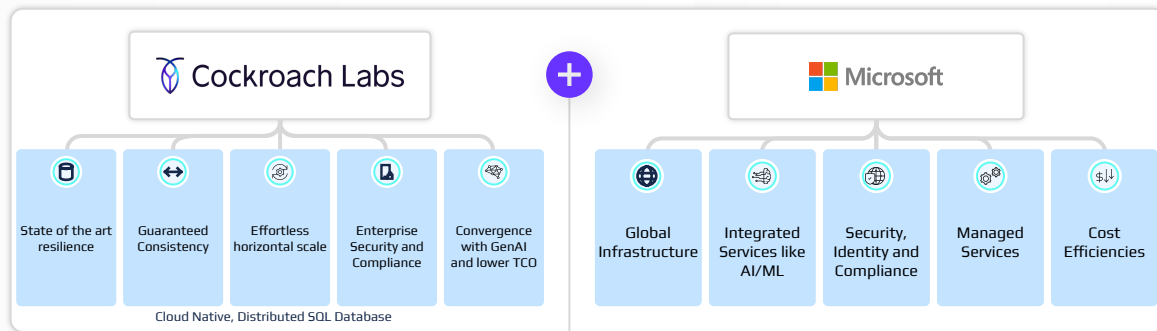 Cockroach Labs
State of the art
resilience
Guaranteed
Consistency
Effortless
horizontal scale
Enterprise
Security and
Compliance
Convergence
with GenAI
and lower TCO
Cloud Native, Distributed SQL Database
+
Microsoft
Global
Infrastructure
Integrated
Services like
AI/ML
Security,
Identity and
Compliance
Managed
Services
$
Cost
Efficiencies